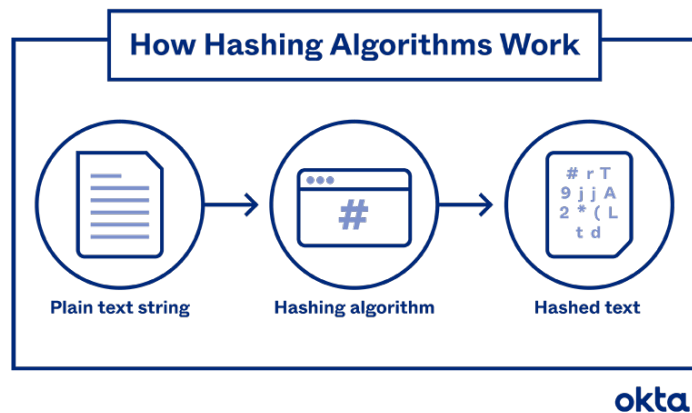 How Hashing Algorithms Work
#
# r T
9 j j A
2 * ( L
t d
Plain text string
Hashing algorithm
Hashed text
okta